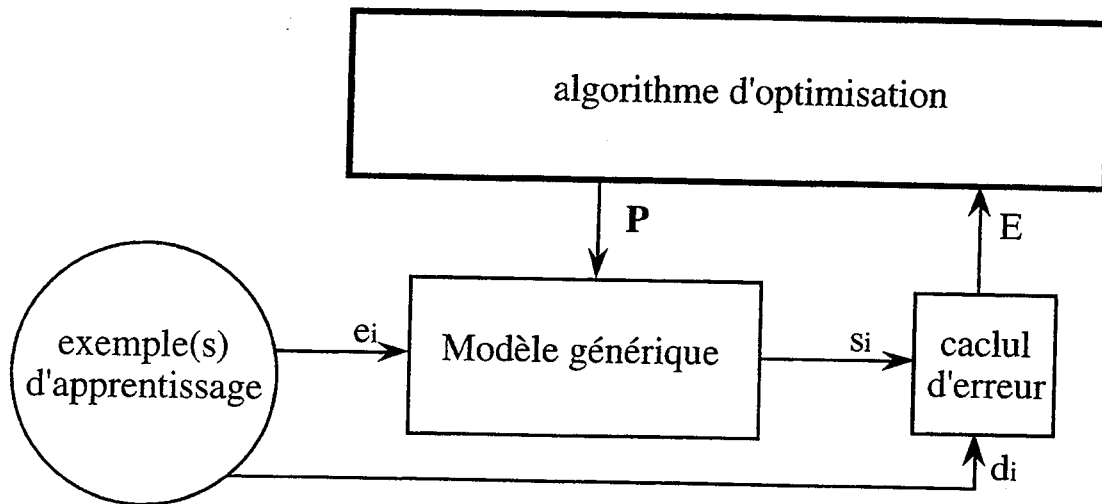 algorithme d'optimisation
P
E
exemple(s)
d'apprentissage
ei
Modèle générique
si
caclul
d'erreur
di